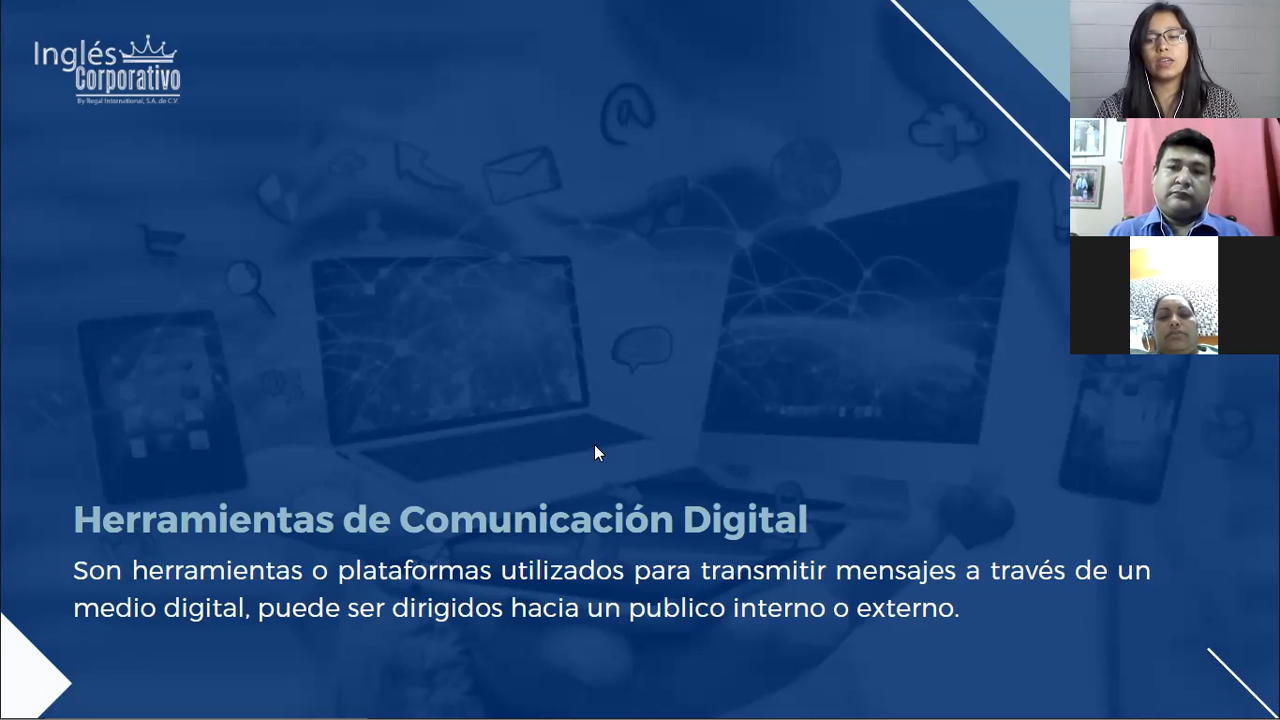 Inglés
Corporativo
By Regal International, S.A. de C.V.
Herramientas de Comunicación Digital
Son herramientas o plataformas utilizados para transmitir mensajes a través de un
medio digital, puede ser dirigidos hacia un publico interno o externo.